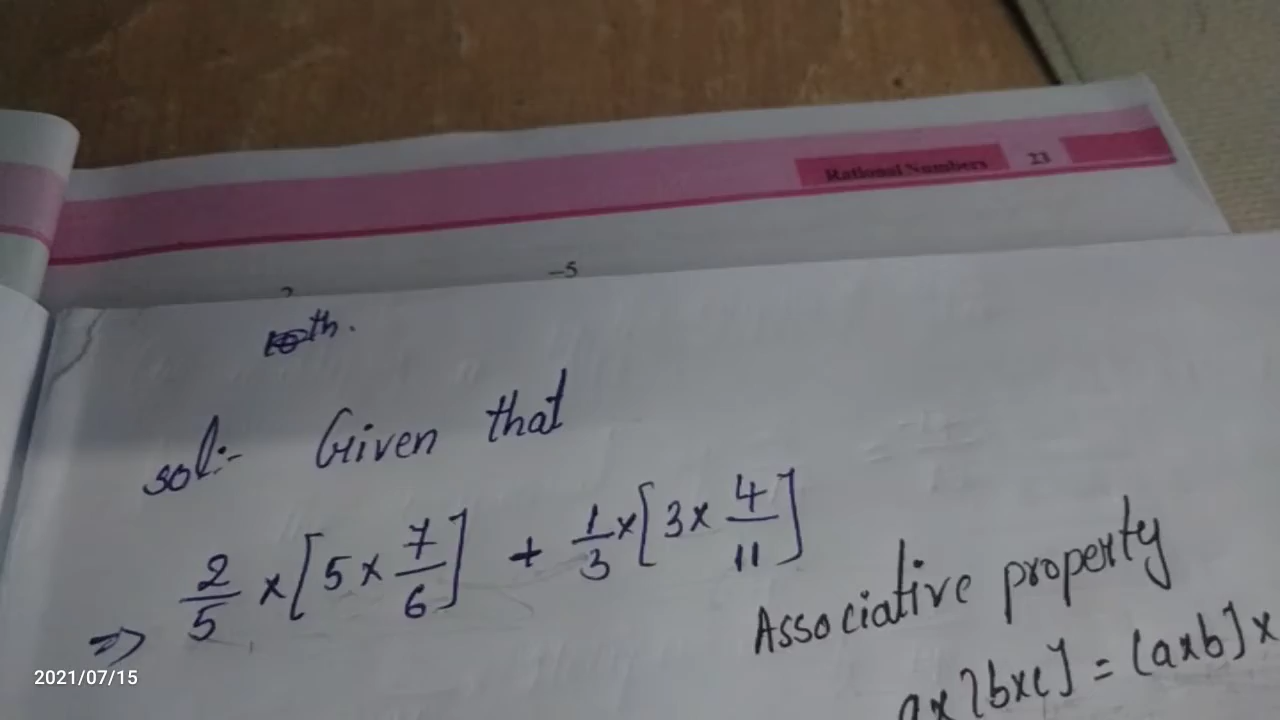 Rational Numbers 23
-5
th.
sol:- Given that
⇒ 2/5 × [5 × 7/6] + 1/3 × [3 × 4/11]
Associative property
a×[b×c] = (a×b]×
2021/07/15